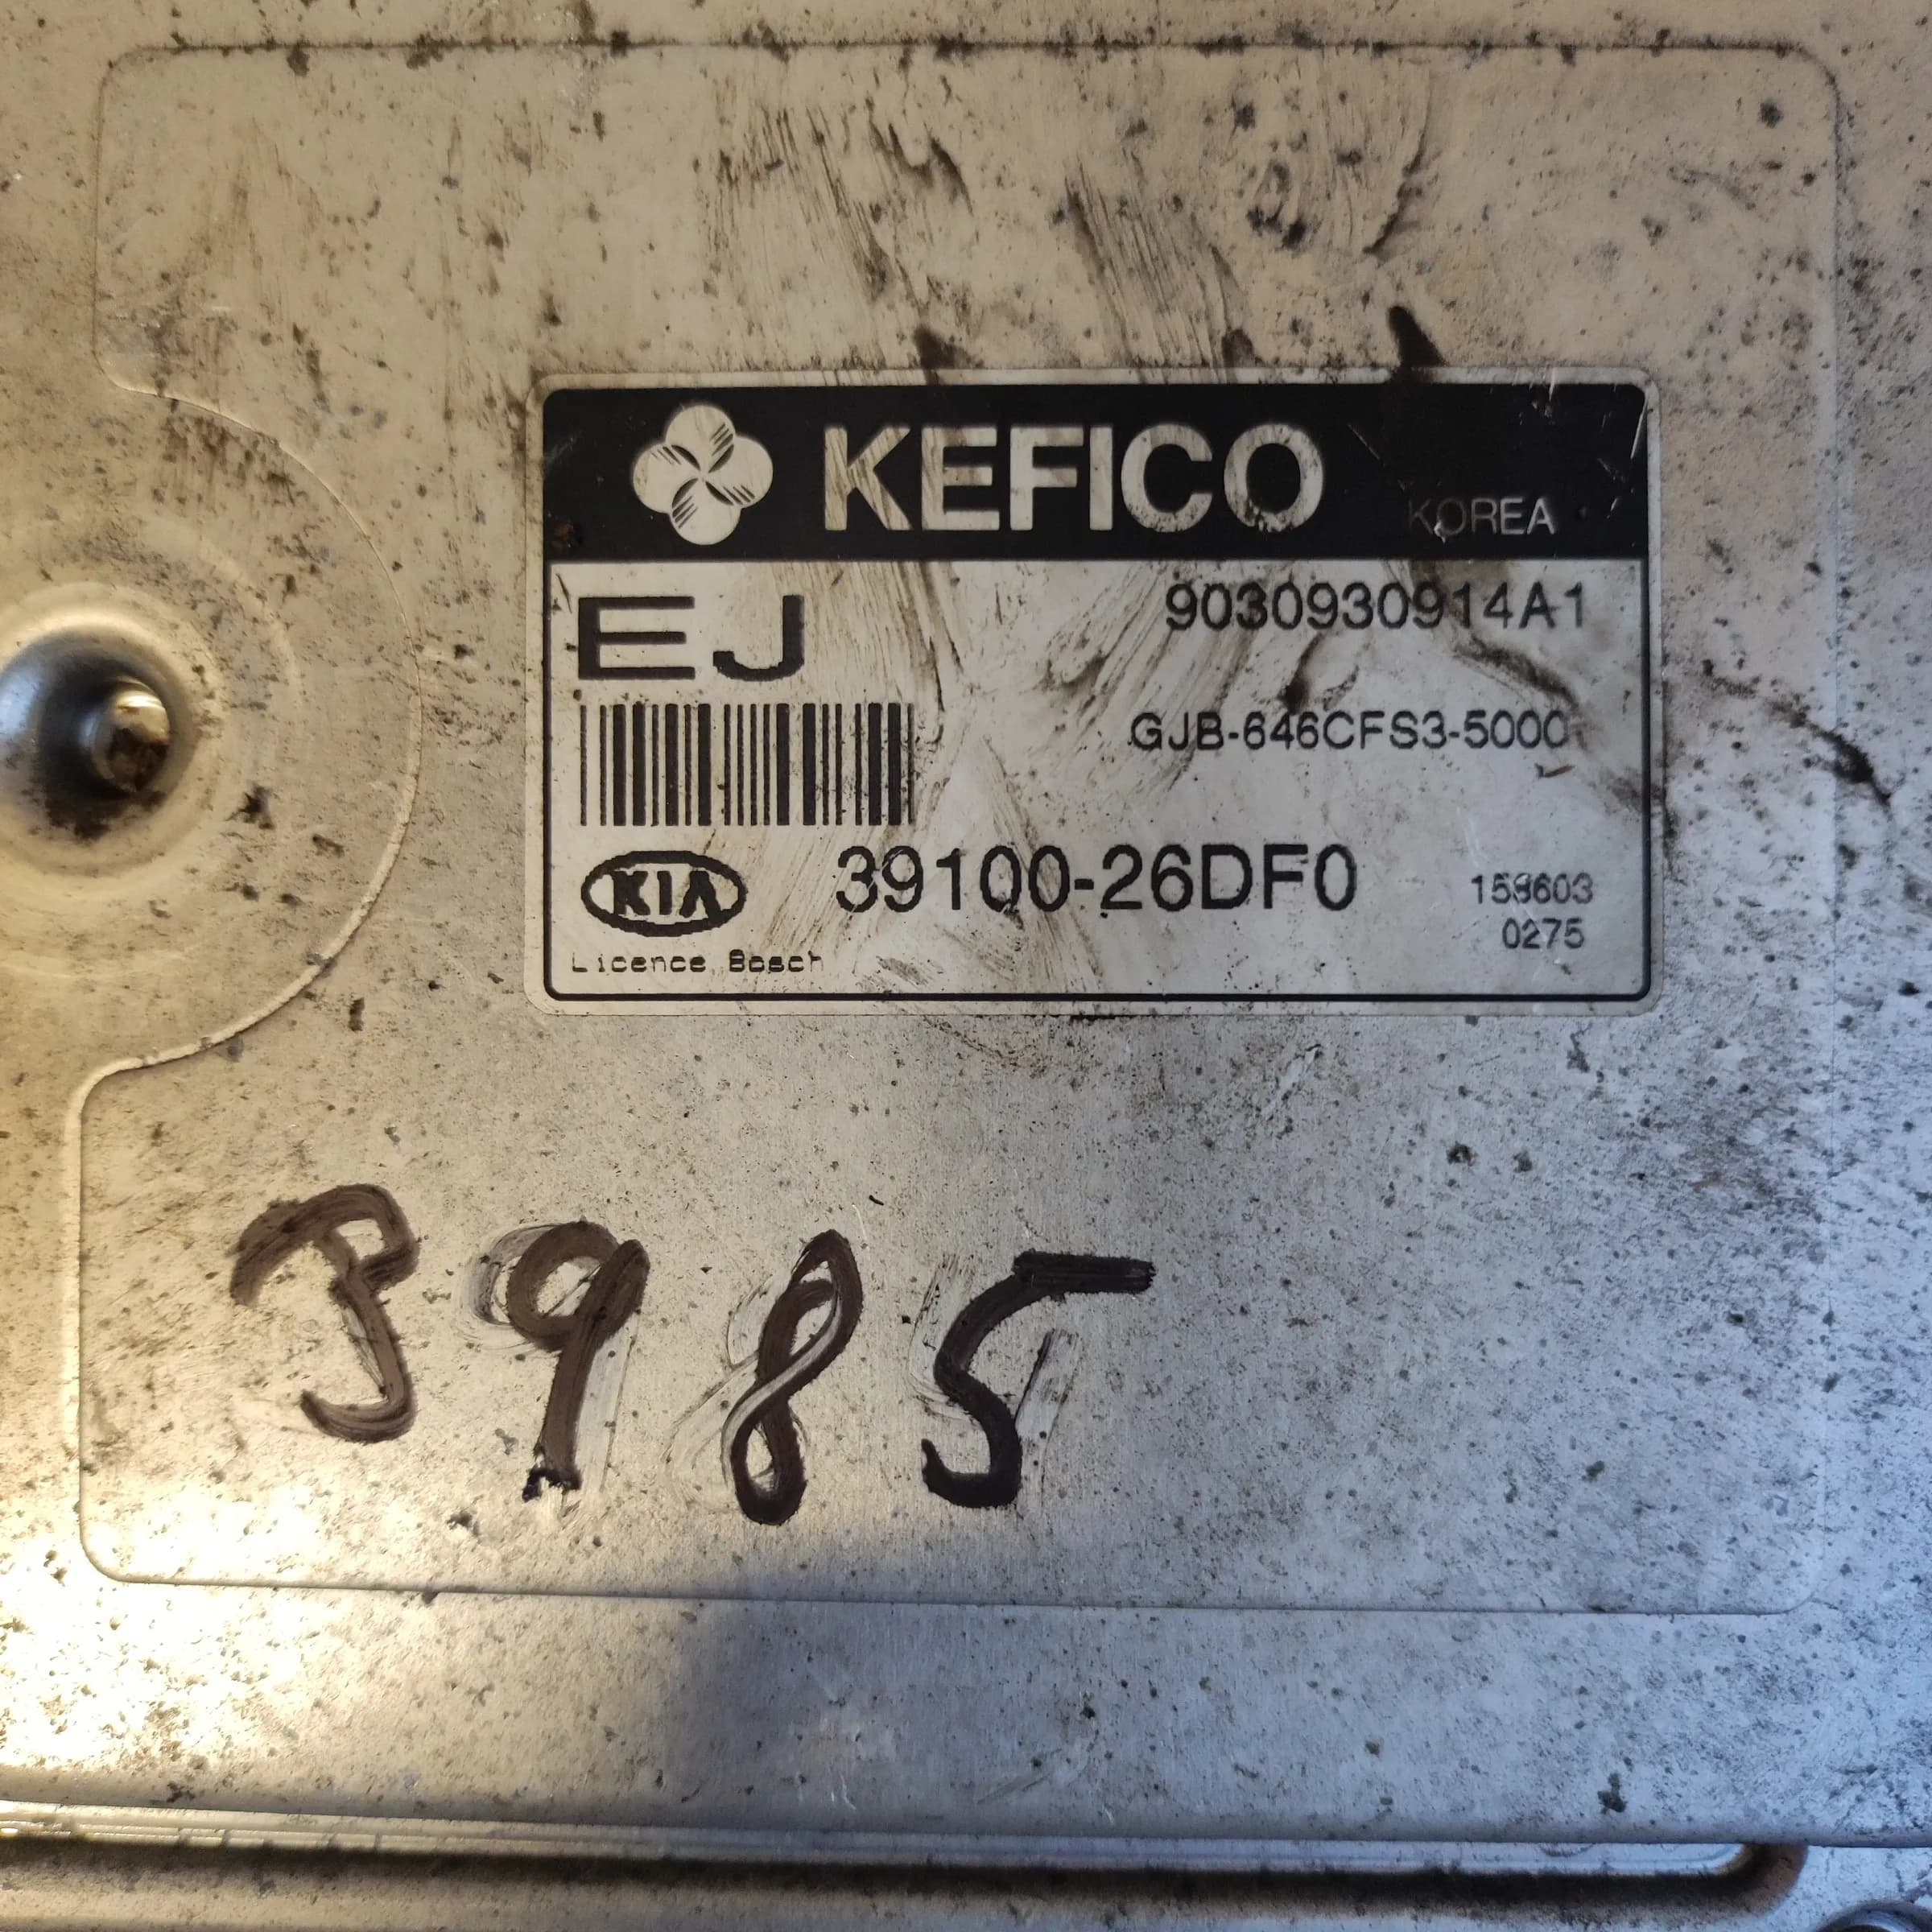 KEFICO KOREA
EJ 9030930914A1
GJB-646CFS3-5000
KIA 39100-26DF0 158603
0275
Licence Bosch
3985